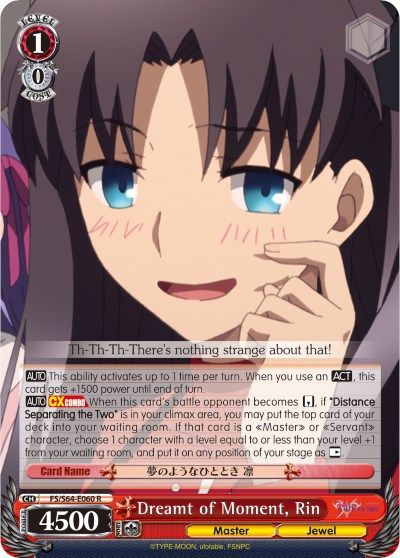 LEVEL
1
0
COST
Th-Th-Th-There's nothing strange about that!
AUTO This ability activates up to 1 time per turn. When you use an ACT, this
card gets +1500 power until end of turn.
AUTO CXCOMBO When this card's battle opponent becomes [], if "Distance
Separating the Two" is in your climax area, you may put the top card of your
deck into your waiting room. If that card is a «Master» or «Servant»
character, choose 1 character with a level equal to or less than your level +1
from your waiting room, and put it on any position of your stage as []
Card Name 夢のようなひととき 凛
CH FS/S64-E060 R
4500
Dreamt of Moment, Rin
Master Jewel
©TYPE-MOON, ufotable, FSNPC